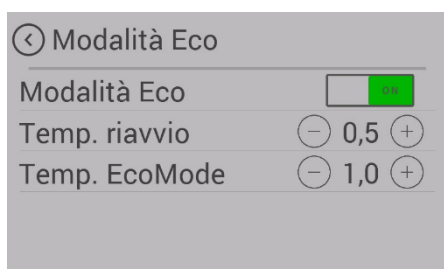 Modalità Eco
Modalità Eco ON
Temp. riavvio - 0,5 +
Temp. EcoMode - 1,0 +